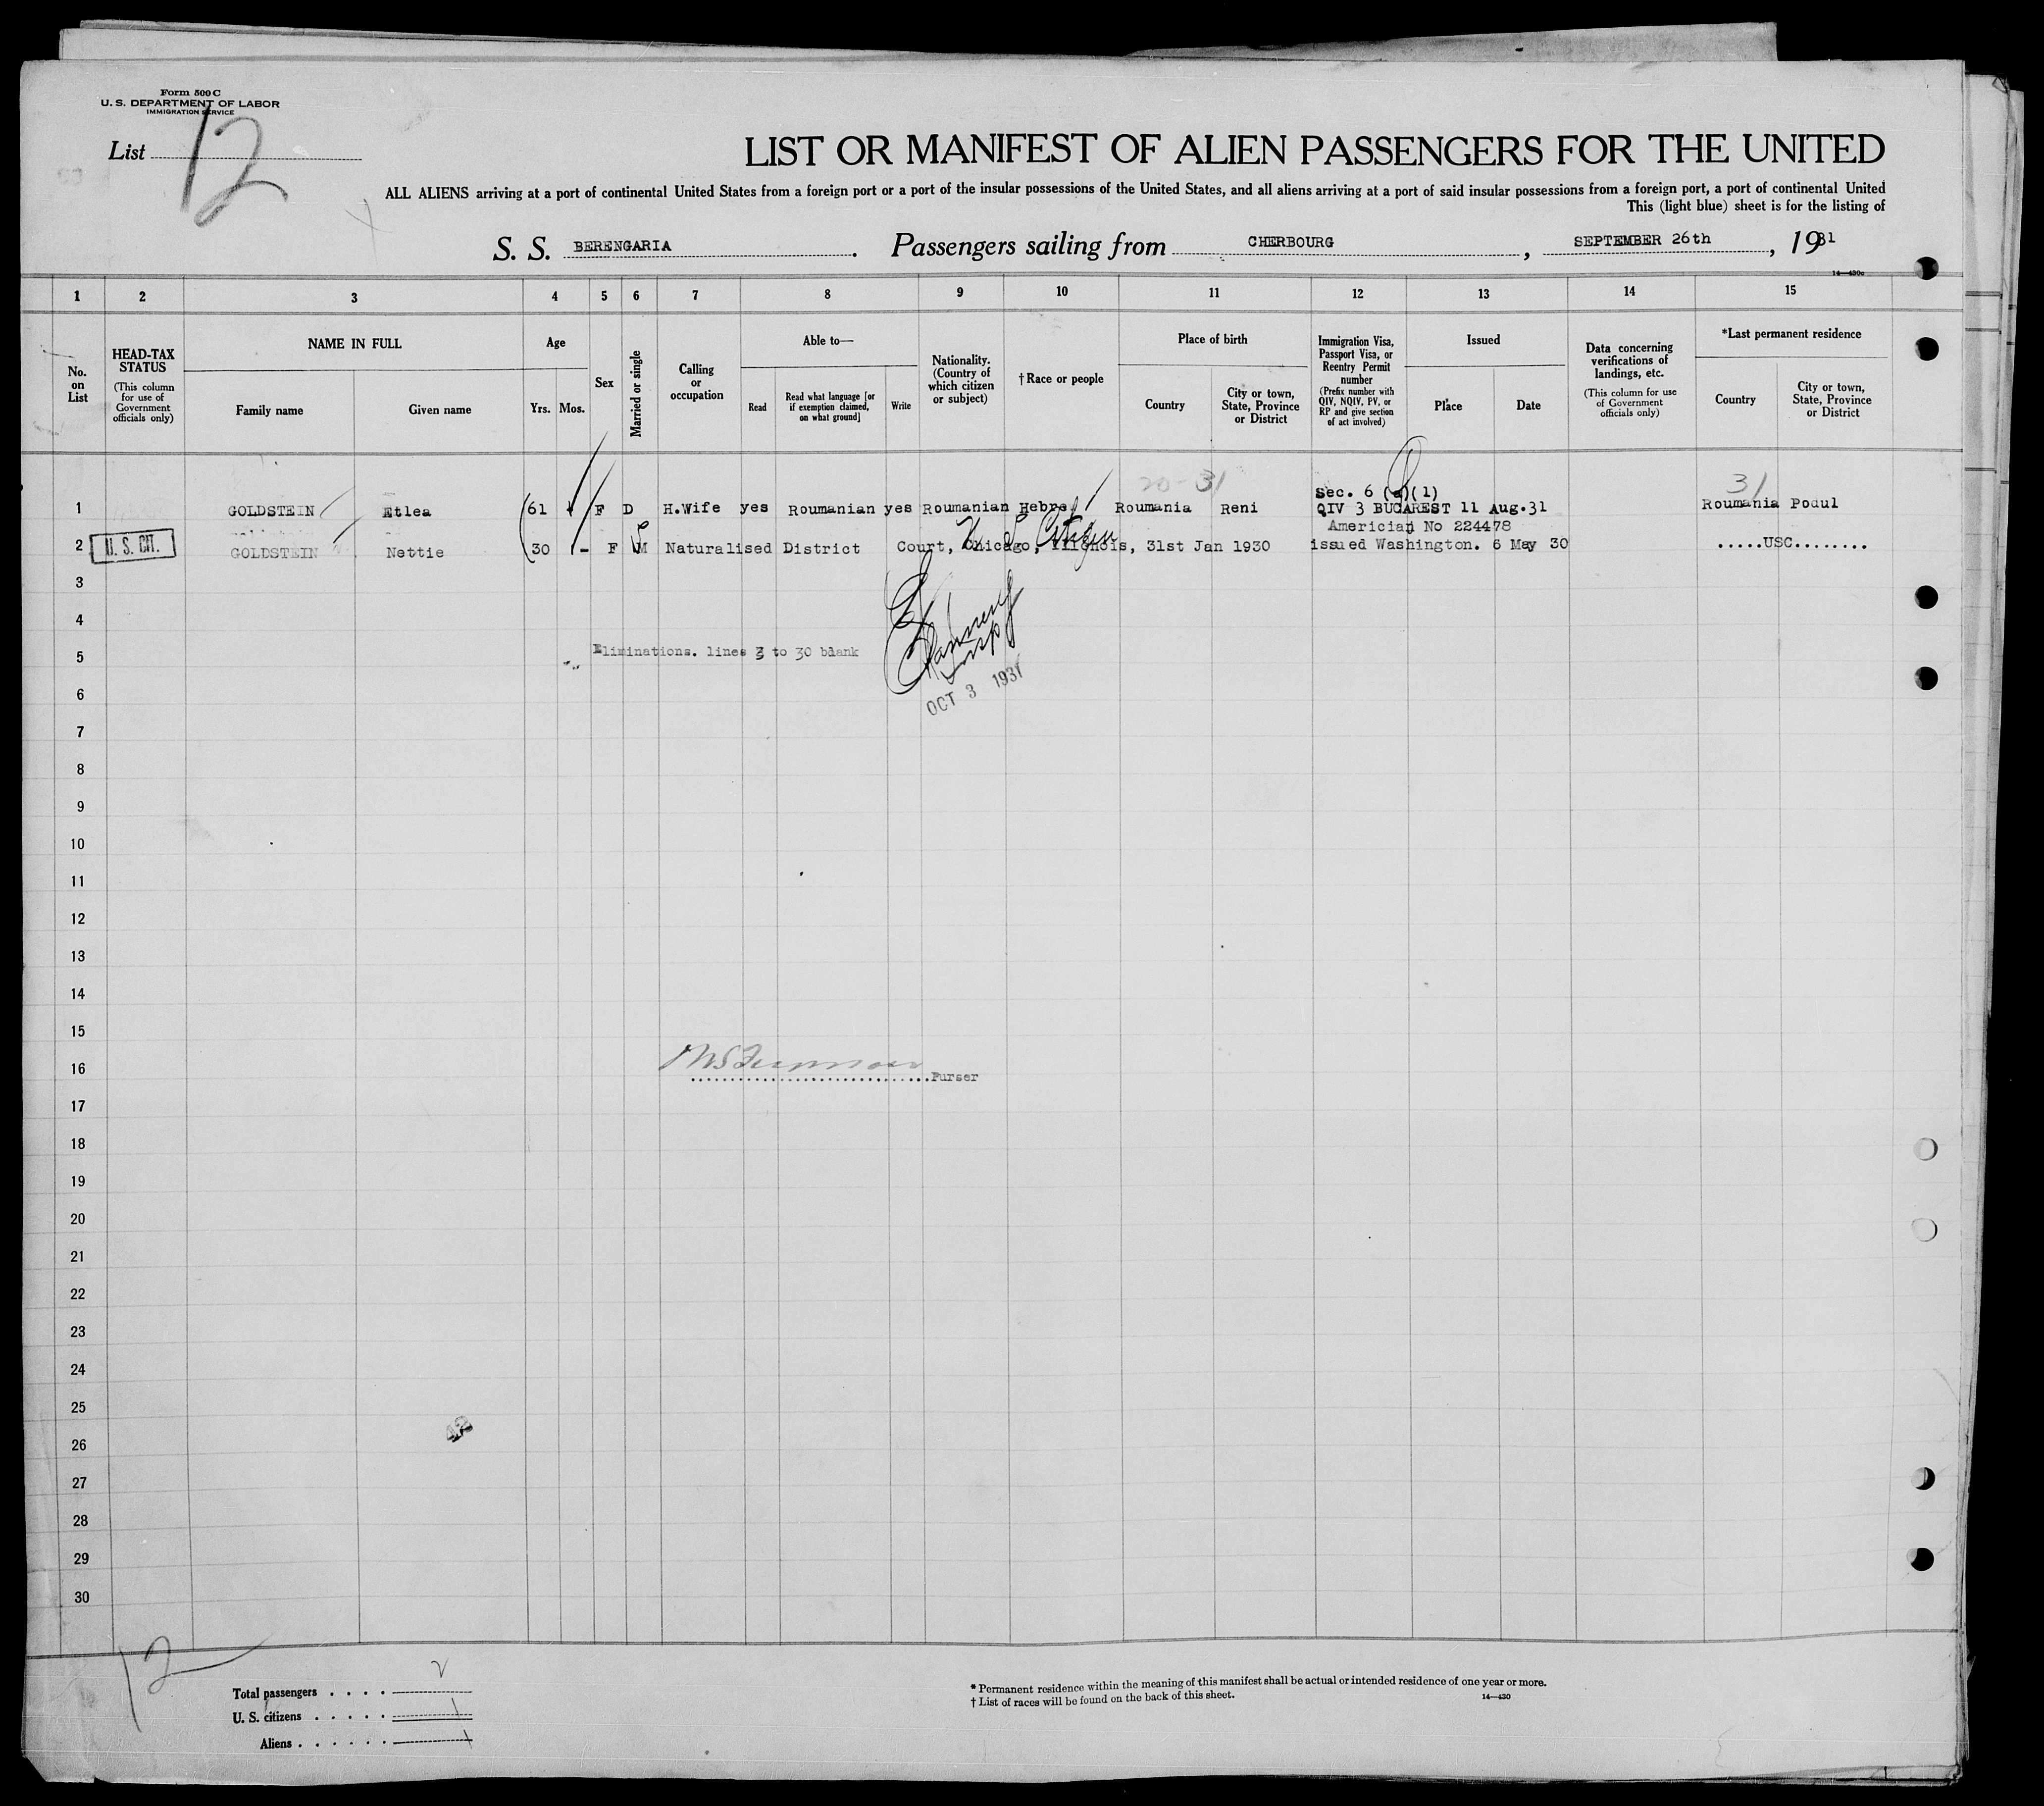 Form 500 C
U. S. DEPARTMENT OF LABOR
IMMIGRATION SERVICE
List 12
LIST OR MANIFEST OF ALIEN PASSENGERS FOR THE UNITED
ALL ALIENS arriving at a port of continental United States from a foreign port or a port of the insular possessions of the United States, and all aliens arriving at a port of said insular possessions from a foreign port, a port of continental United
This (light blue) sheet is for the listing of
S. S. BERENGARIA. Passengers sailing from CHERBOURG, SEPTEMBER 26th, 1931
14—430c
1 2 3 4 5 6 7 8 9 10 11 12 13 14 15
No. on List
HEAD-TAX STATUS
(This column for use of Government officials only)
NAME IN FULL
Family name
Given name
Age
Yrs.
Mos.
Sex
Married or single
Calling or occupation
Able to—
Read
Read what language [or if exemption claimed, on what ground]
Write
Nationality. (Country of which citizen or subject)
†Race or people
Place of birth
Country
City or town, State, Province or District
Immigration Visa, Passport Visa, or Reentry Permit number
(Prefix number with QIV, NQIV, PV, or RP and give section of act involved)
Issued
Place
Date
Data concerning verifications of landings, etc.
(This column for use of Government officials only)
*Last permanent residence
Country
City or town, State, Province or District
20-31
31
Sec. 6 (a)(1)
1 GOLDSTEIN Etlea 61 F D H.Wife yes Roumanian yes Roumanian Hebrew Roumania Reni QIV 3 BUCAREST 11 Aug.31 Roumania Podul
American No 224478
U S Citizen
2 U. S. CIT. GOLDSTEIN Nettie 30 - F M S Naturalised District Court, Chicago, Illinois, 31st Jan 1930 issued Washington. 6 May 30 .....USC........
3
4
5 Eliminations. lines 3 to 30 blank
Insp
OCT 3 1931
6
7
8
9
10
11
12
13
14
15
16 ..............................Purser
17
18
19
20
21
22
23
24
25
42
26
27
28
29
30
12
Total passengers . . . . 2
U. S. citizens . . . . . 1
Aliens . . . . . . 1
* Permanent residence within the meaning of this manifest shall be actual or intended residence of one year or more.
† List of races will be found on the back of this sheet.
14—430